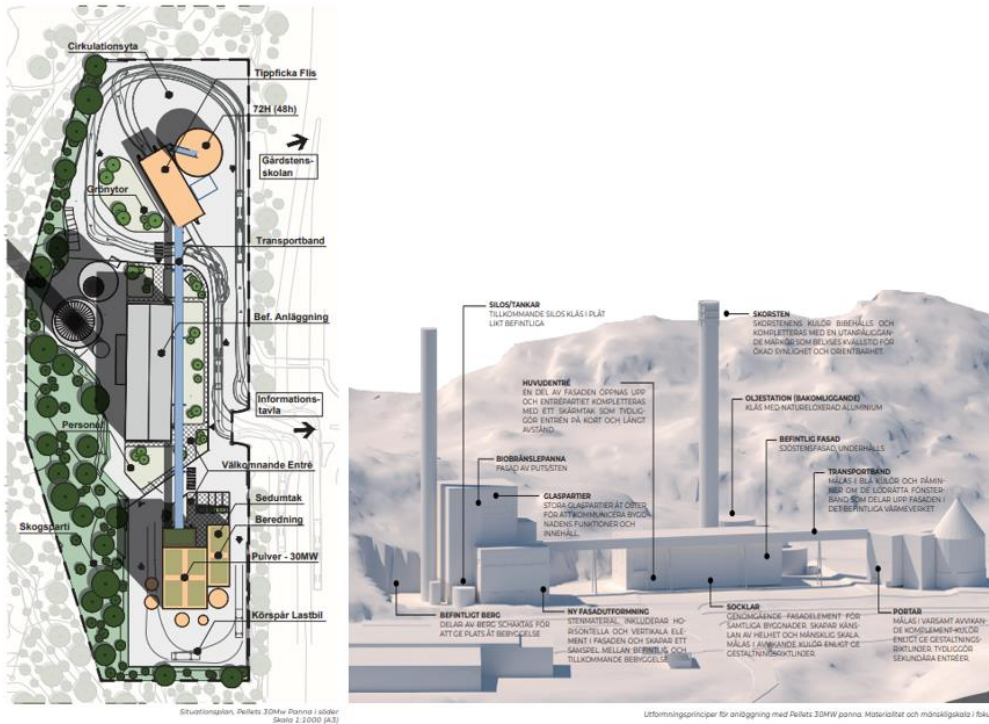 Cirkulationsyta
Tippficka Flis
72H (48h)
Gårdstens-
skolan
Grönytor
Transportband
Bef. Anläggning
Informations-
tavla
Personal
Välkomnande Entré
Sedumtak
Beredning
Skogsparti
Pulver - 30MW
Körspår Lastbil
Situationsplan, Pellets 30Mw Panna i söder
Skala 1:1000 (A3)
SILOS/TANKAR
TILLKOMMANDE SILOS KLÄS I PLÅT
LIKT BEFINTLIGA
SKORSTEN
SKORSTENENS KULÖR BIBEHÅLLS OCH
KOMPLETTERAS MED EN UTANPÅLIGGAN-
DE MARKÖR SOM BELYSES KVÄLLSTID FÖR
ÖKAD SYNLIGHET OCH ORIENTBARHET.
HUVUDENTRÉ
EN DEL AV FASADEN ÖPPNAS UPP
OCH ENTRÉPARTIET KOMPLETTERAS
MED ETT SKÄRMTAK SOM TYDLIG-
GÖR ENTRÉN PÅ KORT OCH LÅNGT
AVSTÅND.
OLJESTATION (BAKOMLIGGANDE)
KLÄS MED NATURELOXERAD ALUMINIUM
BEFINTLIG FASAD
SJÖSTENSFASAD, UNDERHÅLLS
BIOBRÄNSLEPANNA
FASAD AV PUTS/STEN
TRANSPORTBAND
MÅLAS I BLÅ KULÖR OCH PÅMIN-
NER OM DE LODRÄTTA FÖNSTER-
BAND SOM DELAR UPP FASADEN I
DET BEFINTLIGA VÄRMEVERKET
GLASPARTIER
STORA GLASPARTIER ÅT ÖSTER
FÖR ATT KOMMUNICERA BYGG-
NADENS FUNKTIONER OCH
INNEHÅLL.
BEFINTLIGT BERG
DELAR AV BERG SCHAKTAS FÖR
ATT GE PLATS ÅT BEBYGGELSE
NY FASADUTFORMNING
STENMATERIAL, INKLUDERAR HO-
RISONTELLA OCH VERTIKALA ELE-
MENT I FASADEN OCH SKAPAR ETT
SAMSPEL MELLAN BEFINTLIG OCH
TILLKOMMANDE BEBYGGELSE.
SOCKLAR
GENOMGÅENDE FASADELEMENT FÖR
SAMTLIGA BYGGNADER. SKAPAR KÄNS-
LAN AV HELHET OCH MÄNSKLIG SKALA.
MÅLAS I AVVIKANDE KULÖR ENLIGT GE
GESTALTNINGSRIKTLINJER.
PORTAR
MÅLAS I VARSAMT AVVIKAN-
DE KOMPLEMENT-KULÖR
ENLIGT GE GESTALTNINGS-
RIKTLINJER. TYDLIGGÖR
SEKUNDÄRA ENTRÉER.
Utformningsprinciper för anläggning med Pellets 30MW panna. Materialitet och mänskligskala i foku